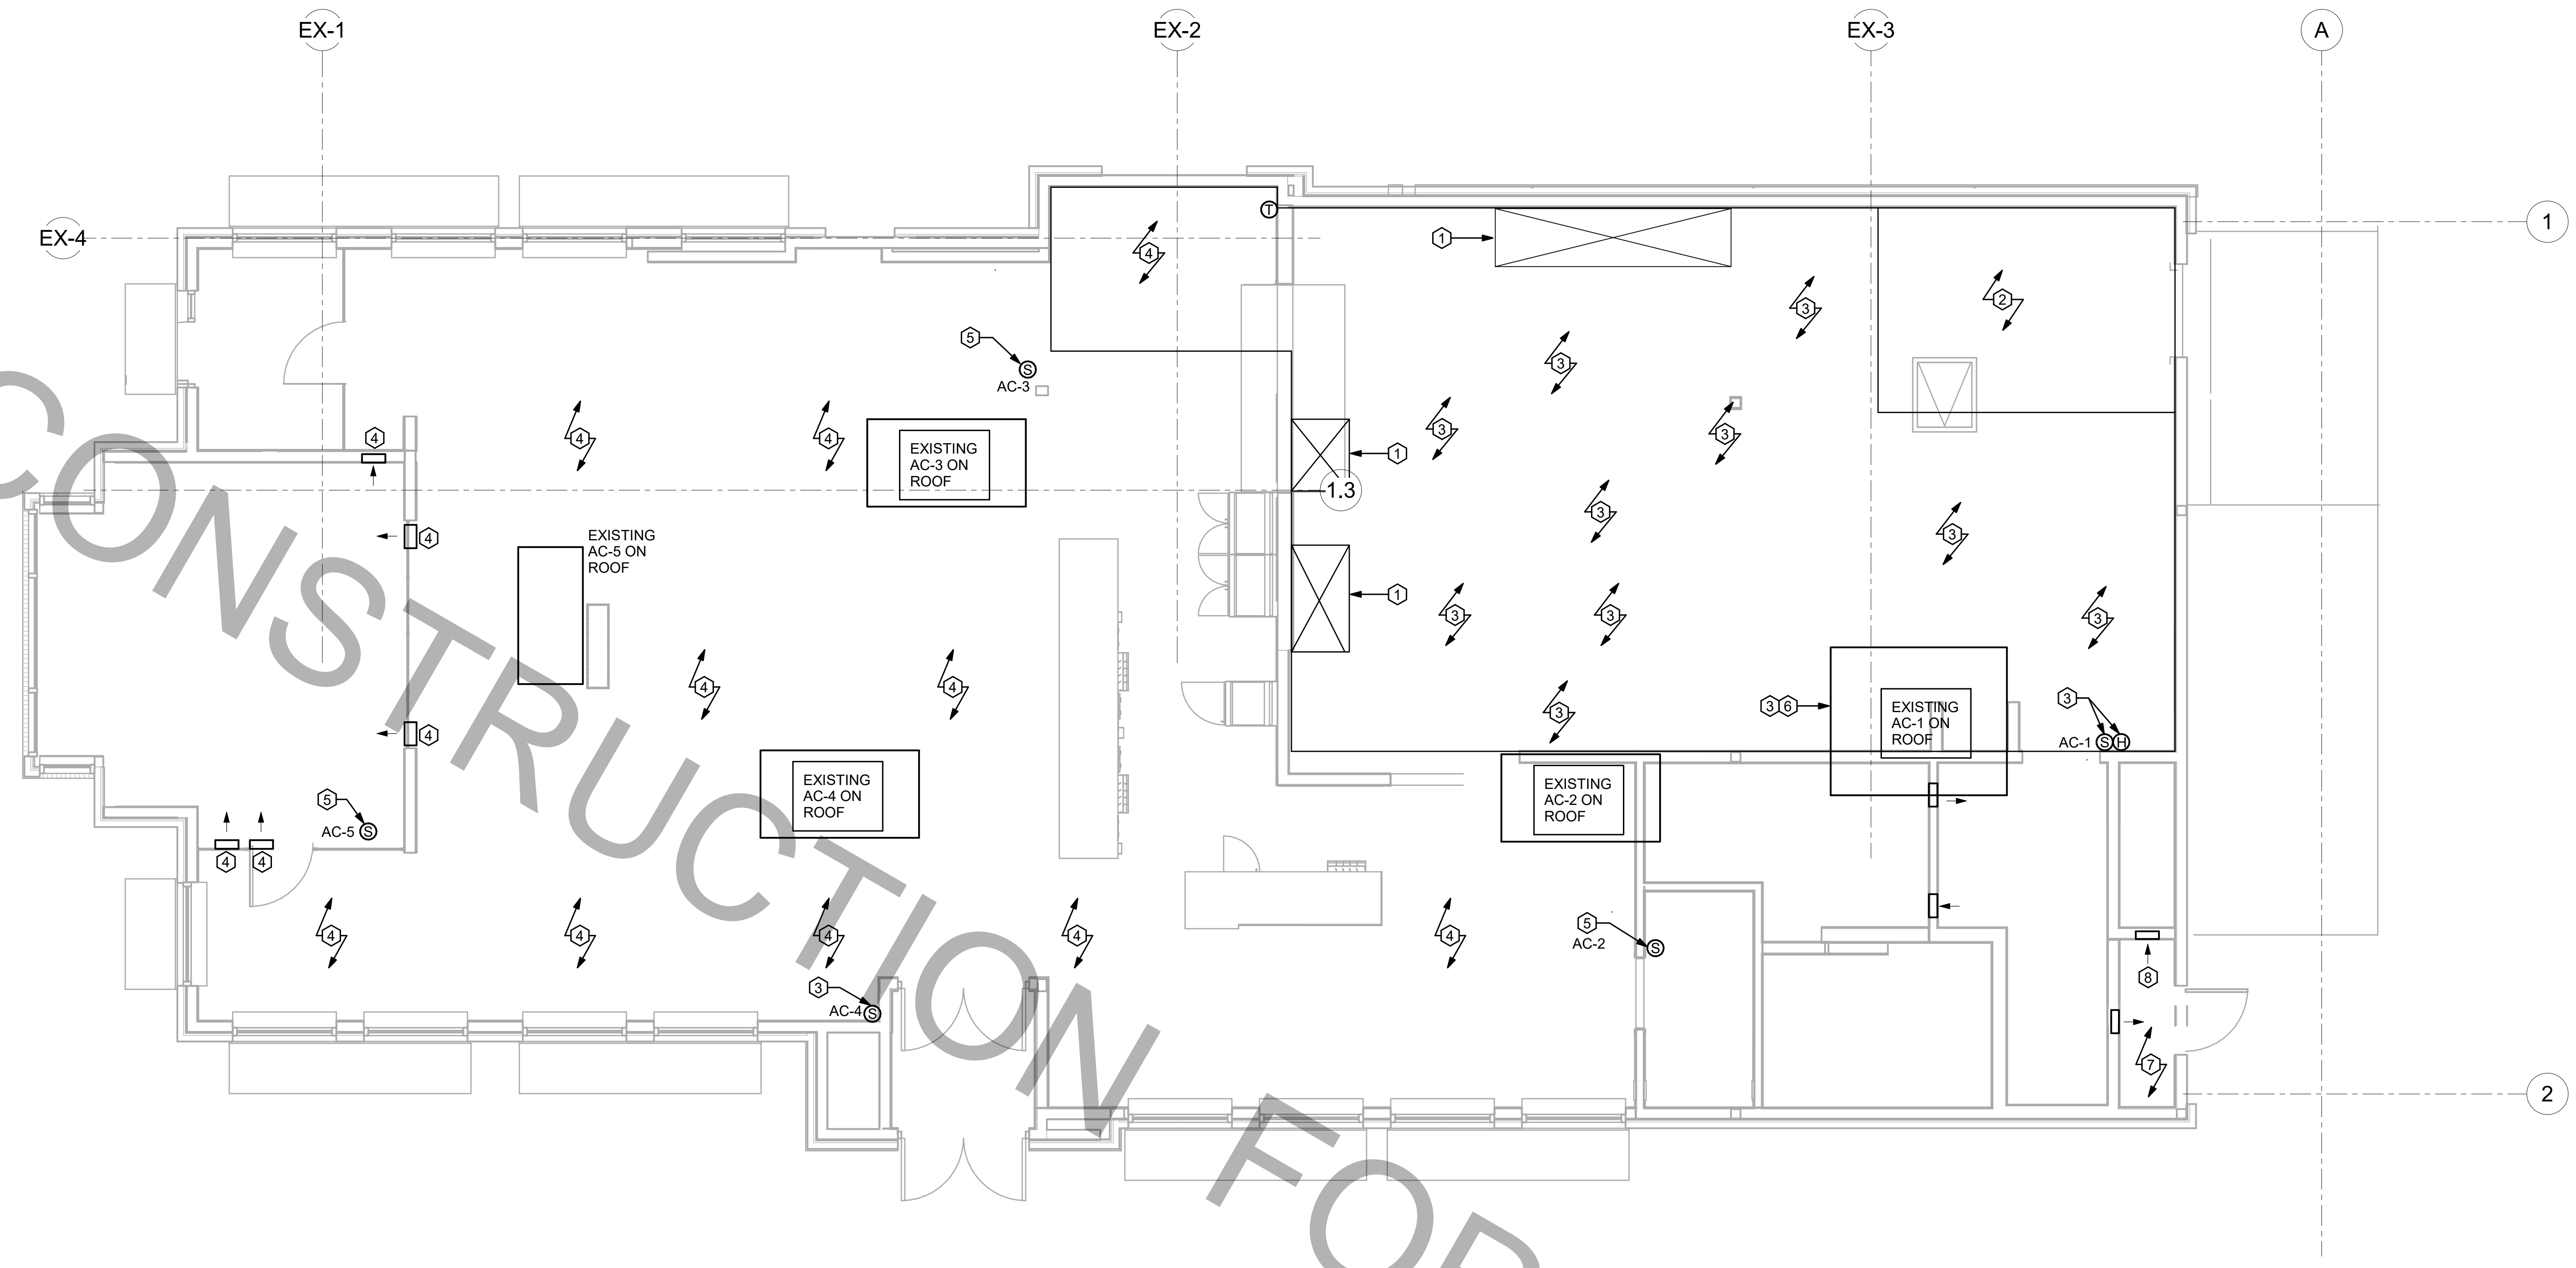 EX-1
EX-2
EX-3
A
EX-4
1
T
1
4
2
3
3
5
S
AC-3
3
3
4
4
4
3
EXISTING
AC-3 ON
ROOF
1
1.3
3
3
4
EXISTING
AC-5 ON
ROOF
1
3
3
3
4
4
3
3
6
3
EXISTING
AC-1 ON
ROOF
AC-1
S
H
4
EXISTING
AC-4 ON
ROOF
EXISTING
AC-2 ON
ROOF
5
AC-5
S
4
4
4
4
4
4
4
5
AC-2
S
8
3
AC-4
S
7
2
CONSTRUCTION FOR